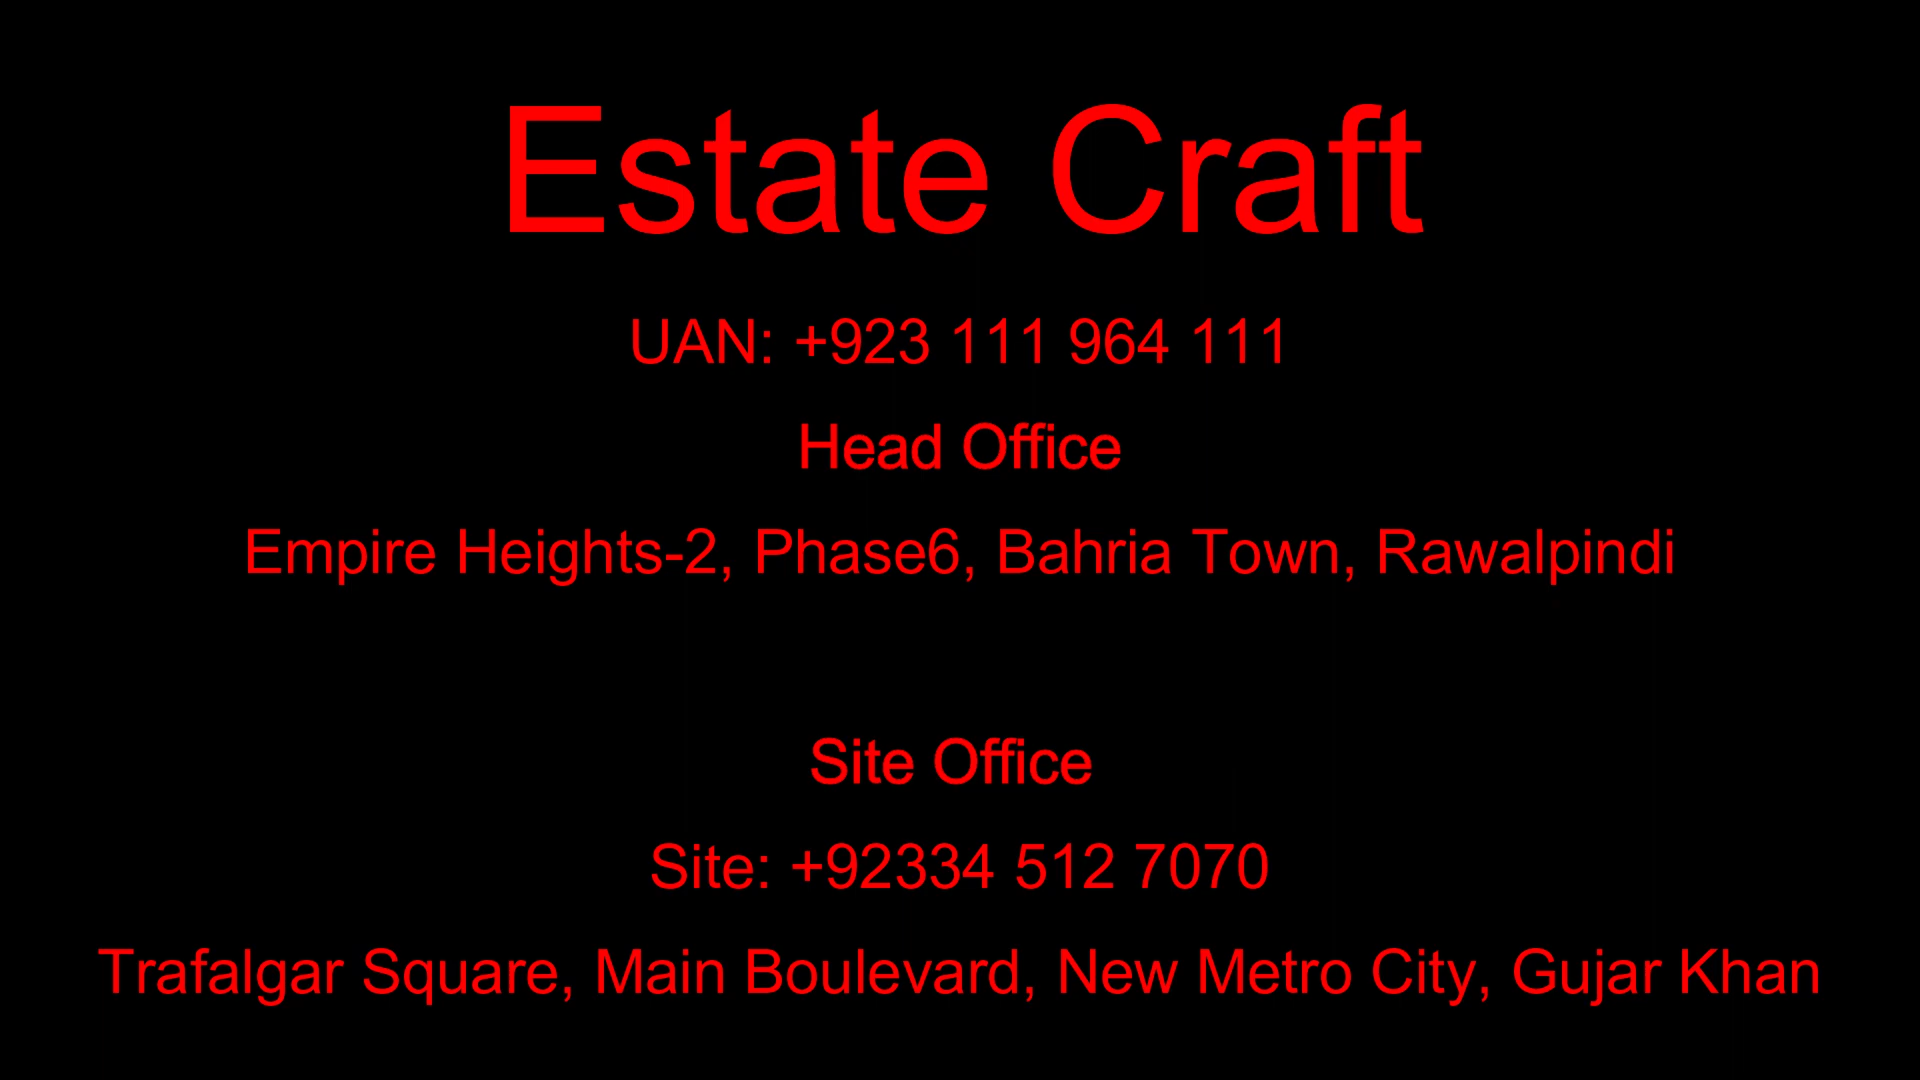 Estate Craft
UAN: +923 111 964 111
Head Office
Empire Heights-2, Phase6, Bahria Town, Rawalpindi
Site Office
Site: +92334 512 7070
Trafalgar Square, Main Boulevard, New Metro City, Gujar Khan